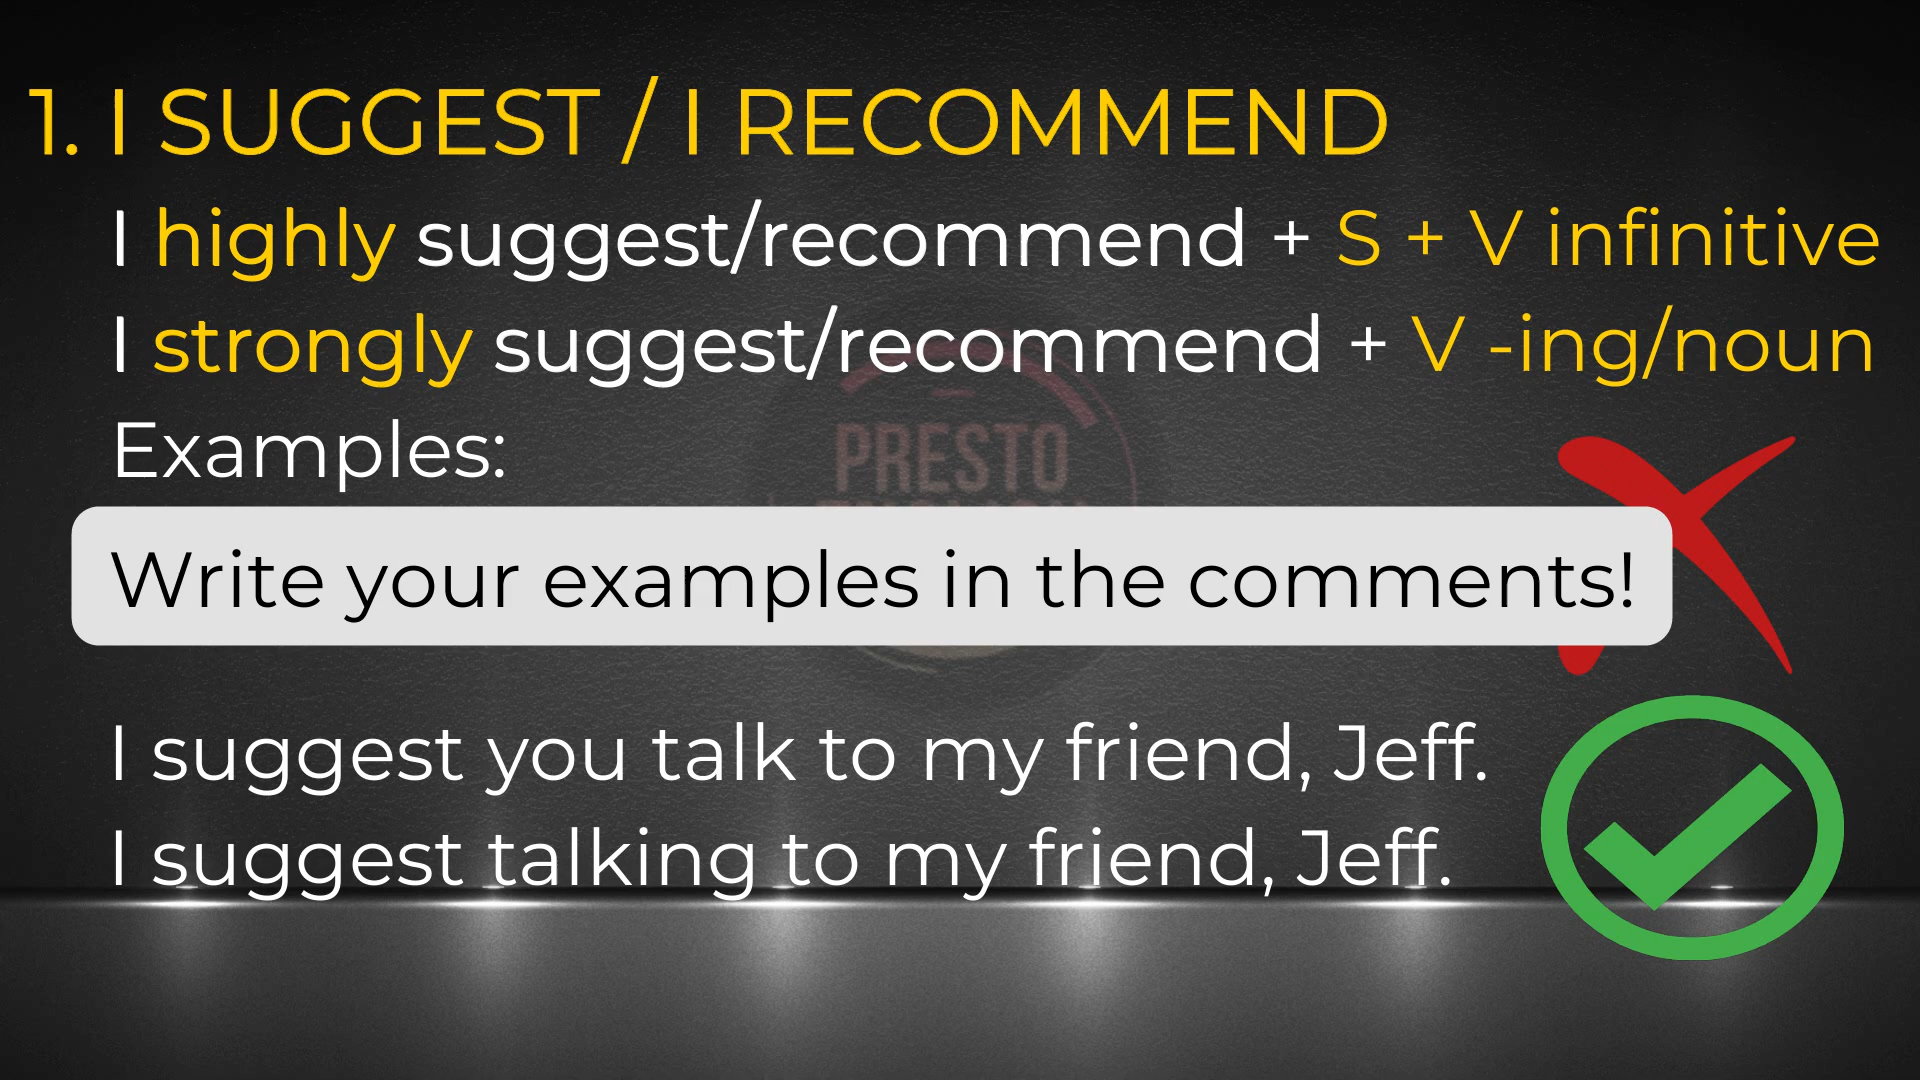 1. I SUGGEST / I RECOMMEND
I highly suggest/recommend + S + V infinitive
I strongly suggest/recommend + V -ing/noun
Examples:
PRESTO
Write your examples in the comments!
I suggest you talk to my friend, Jeff.
I suggest talking to my friend, Jeff.